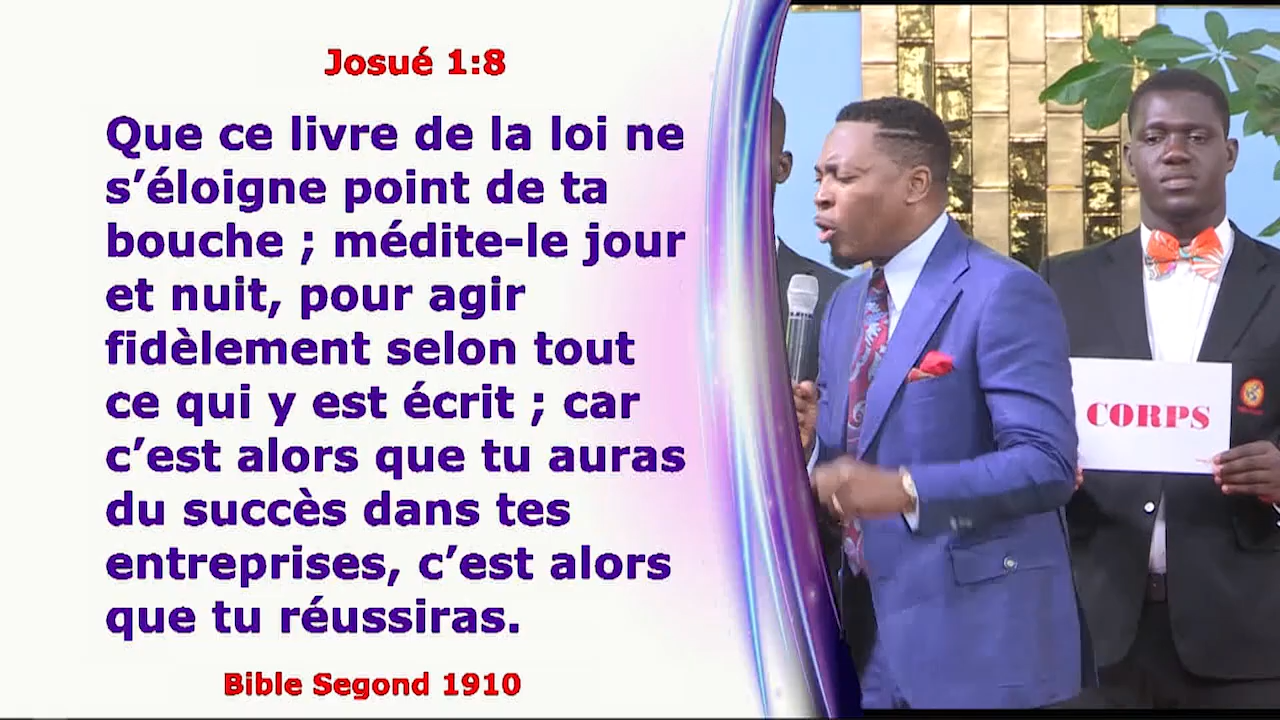 Josué 1:8
Que ce livre de la loi ne
s’éloigne point de ta
bouche ; médite-le jour
et nuit, pour agir
fidèlement selon tout
ce qui y est écrit ; car
c’est alors que tu auras
du succès dans tes
entreprises, c’est alors
que tu réussiras.
Bible Segond 1910
CORPS